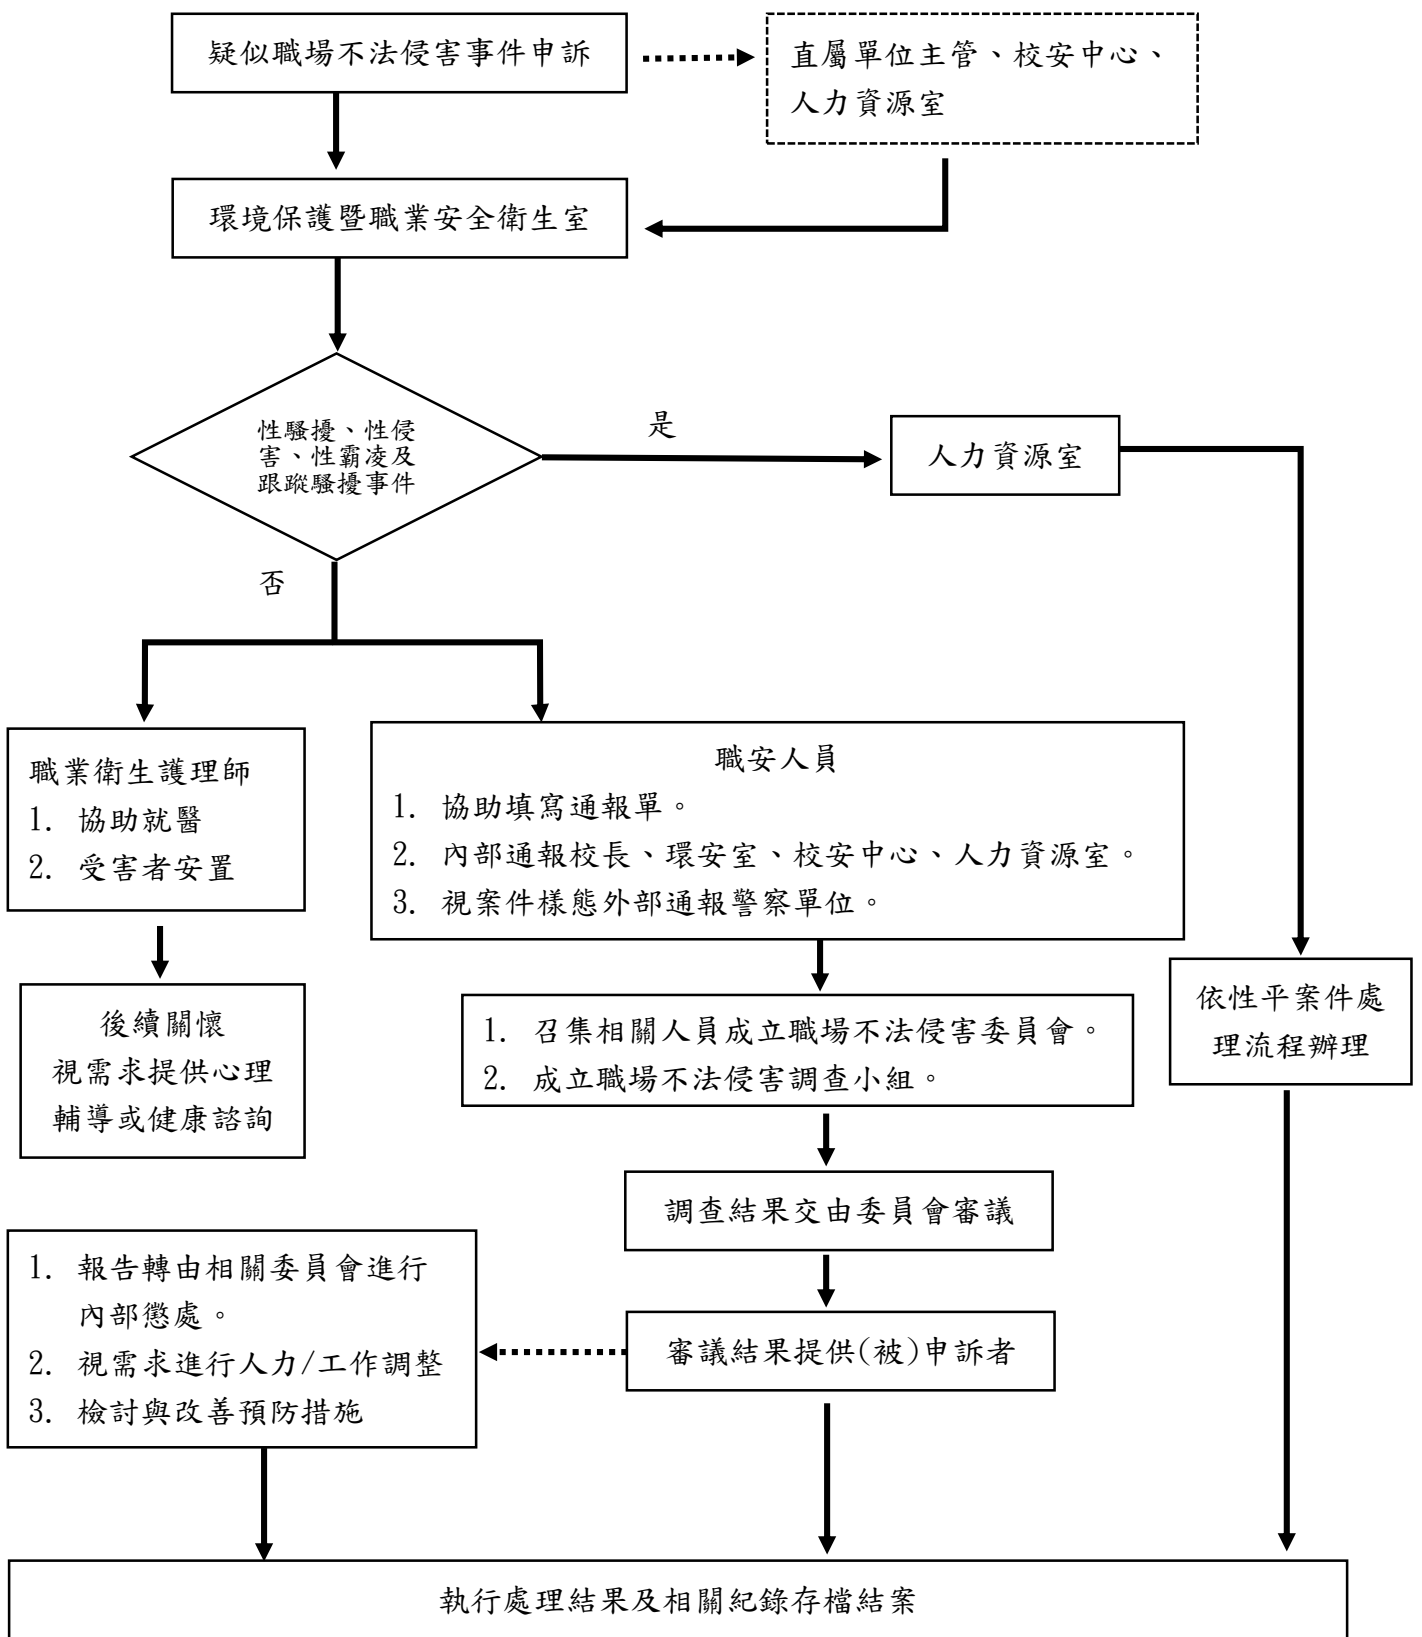 疑似職場不法侵害事件申訴
直屬單位主管、校安中心、
人力資源室
環境保護暨職業安全衛生室
性騷擾、性侵
害、性霸凌及
跟蹤騷擾事件
是
人力資源室
否
職業衛生護理師
1. 協助就醫
2. 受害者安置
職安人員
1. 協助填寫通報單。
2. 內部通報校長、環安室、校安中心、人力資源室。
3. 視案件樣態外部通報警察單位。
後續關懷
視需求提供心理
輔導或健康諮詢
1. 召集相關人員成立職場不法侵害委員會。
2. 成立職場不法侵害調查小組。
依性平案件處
理流程辦理
調查結果交由委員會審議
1. 報告轉由相關委員會進行
內部懲處。
2. 視需求進行人力/工作調整
3. 檢討與改善預防措施
審議結果提供(被)申訴者
執行處理結果及相關紀錄存檔結案